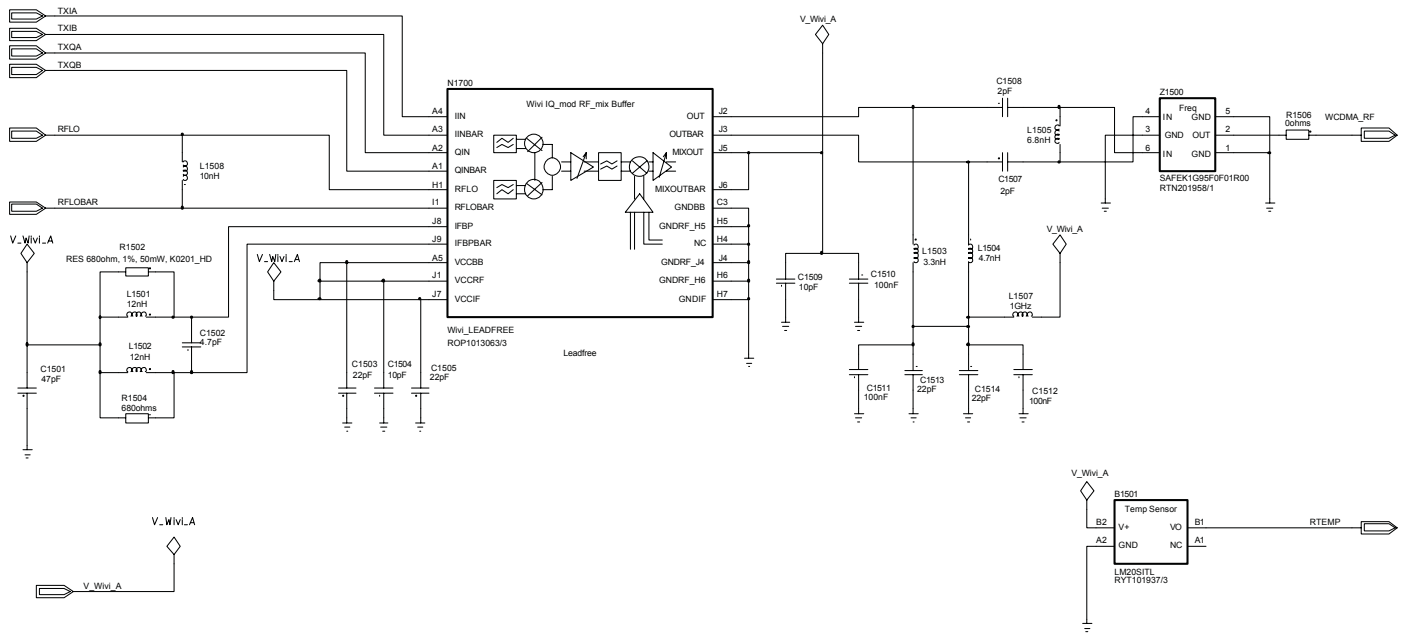 TXIA
TXIB
TXQA
TXQB
RFLO
L1508
10nH
RFLOBAR
V_Wivi_A
R1502
RES 680ohm, 1%, 50mW, K0201_HD
L1501
12nH
C1502
4.7pF
L1502
12nH
C1501
47pF
R1504
680ohms
V_Wivi_A
C1503
22pF
C1504
10pF
C1505
22pF
N1700
Wivi IQ_mod RF_mix Buffer
A4 IIN
A3 IINBAR
A2 QIN
A1 QINBAR
H1 RFLO
I1 RFLOBAR
J8 IFBP
J9 IFBPBAR
A5 VCCBB
J1 VCCRF
J7 VCCIF
OUT J2
OUTBAR J3
MIXOUT J5
MIXOUTBAR J6
GNDBB C3
GNDRF_H5 H5
NC H4
GNDRF_J4 J4
GNDRF_H6 H6
GNDIF H7
Wivi_LEADFREE
ROP1013063/3
Leadfree
V_Wivi_A
C1509
10pF
C1510
100nF
C1508
2pF
L1505
6.8nH
C1507
2pF
L1503
3.3nH
L1504
4.7nH
V_Wivi_A
L1507
1GHz
C1511
100nF
C1513
22pF
C1514
22pF
C1512
100nF
Z1500
Freq
4 IN GND 5
3 GND OUT 2
6 IN GND 1
SAFEK1G95F0F01R00
RTN201958/1
R1506
0ohms
WCDMA_RF
V_Wivi_A
B1501
Temp Sensor
B2 V+ VO B1
A2 GND NC A1
LM20SITL
RYT101937/3
RTEMP
V_Wivi_A
V_Wivi_A